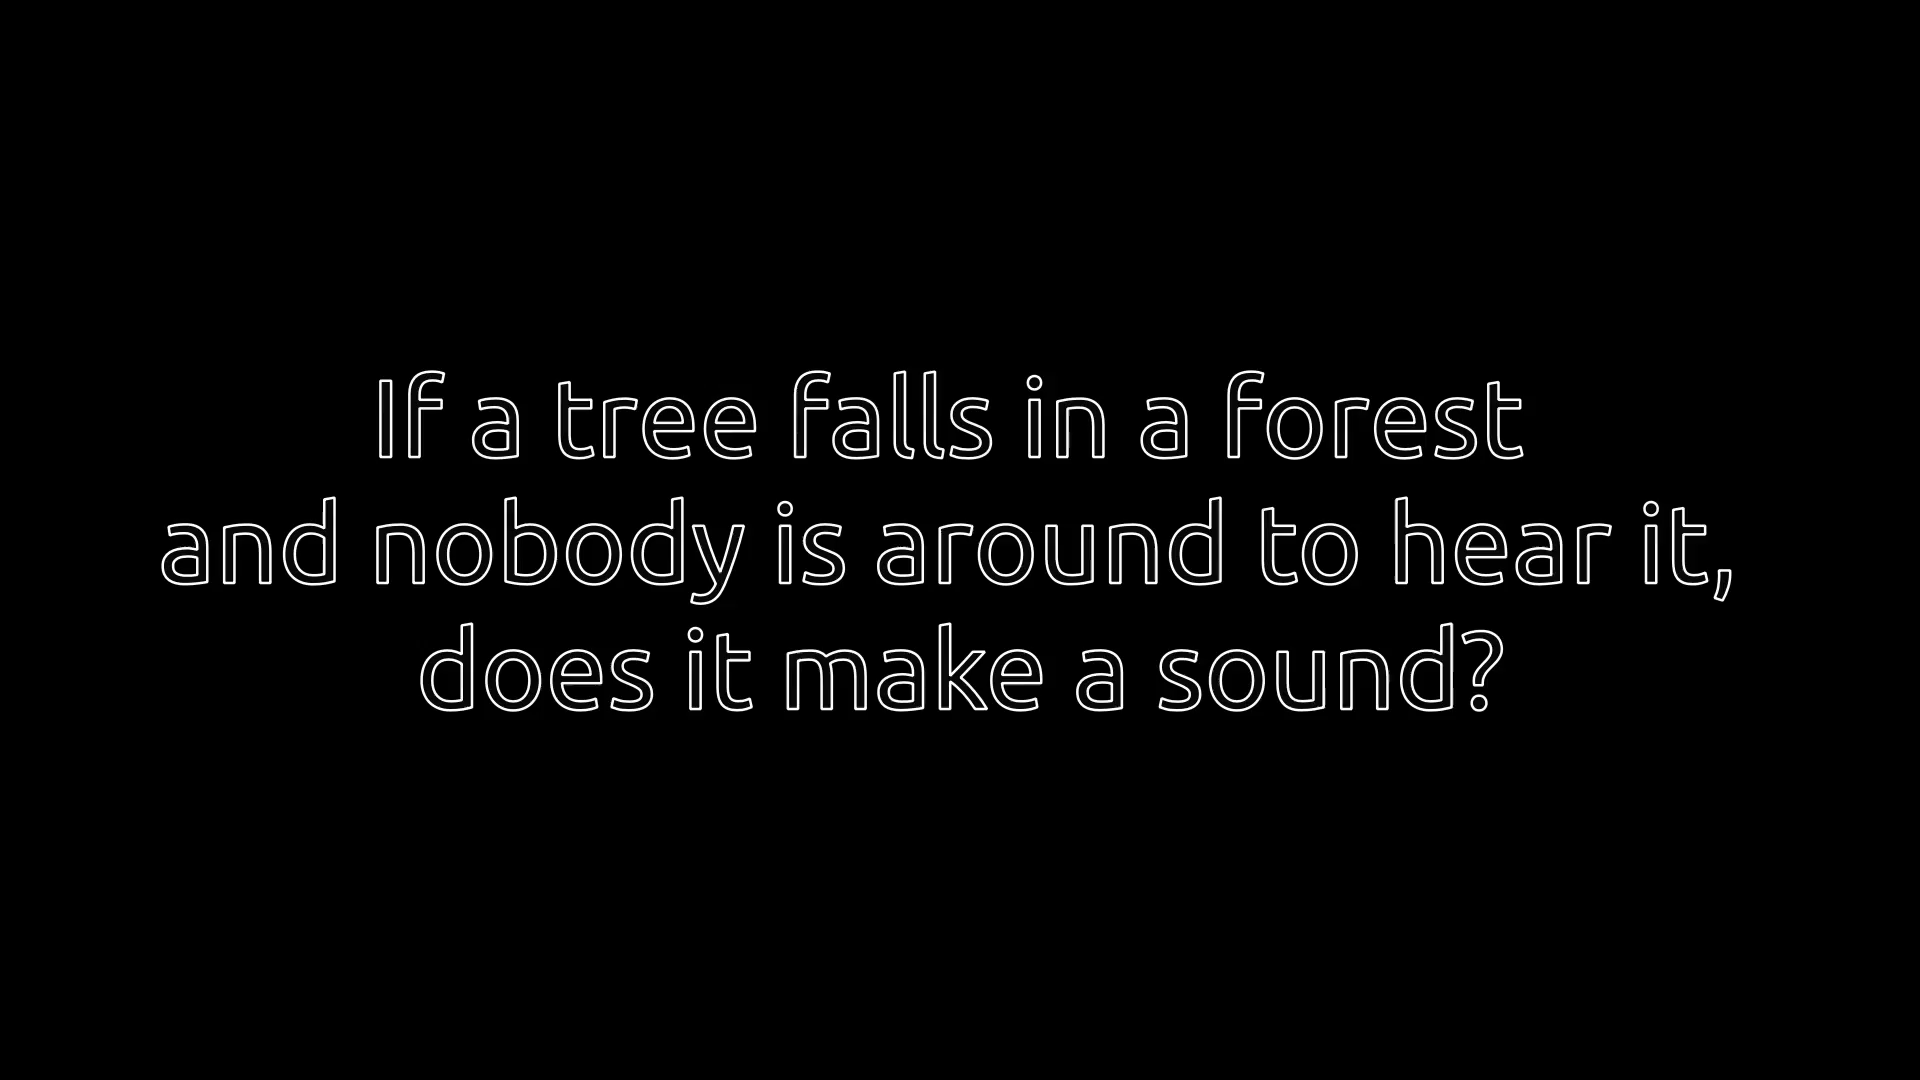 If a tree falls in a forest
and nobody is around to hear it,
does it make a sound?